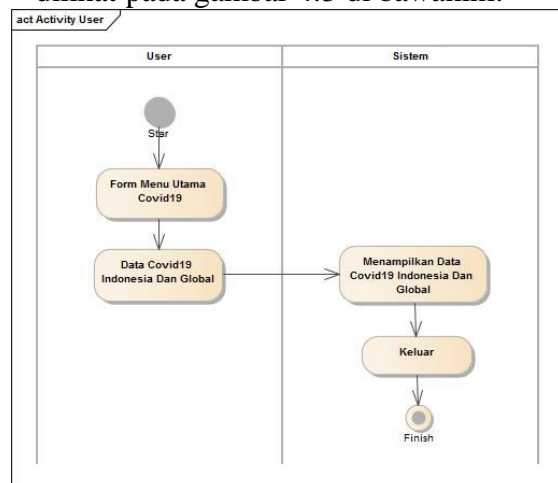 dilihat pada gambar 4.3 di bawahini:
act Activity User
User
Sistem
Star
Form Menu Utama
Covid19
Data Covid19
Indonesia Dan Global
Menampilkan Data
Covid19 Indonesia Dan
Global
Keluar
Finish